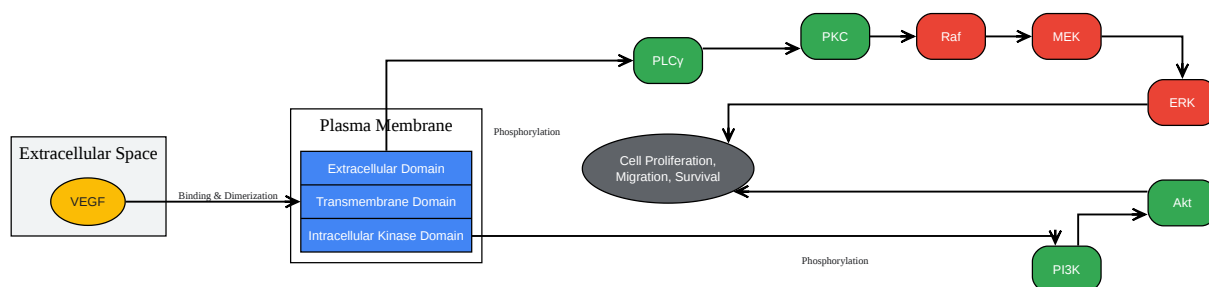 Extracellular Space
VEGF
Binding & Dimerization
Plasma Membrane
Extracellular Domain
Transmembrane Domain
Intracellular Kinase Domain
Phosphorylation
PLCγ
PKC
Raf
MEK
ERK
Cell Proliferation,
Migration, Survival
Phosphorylation
PI3K
Akt